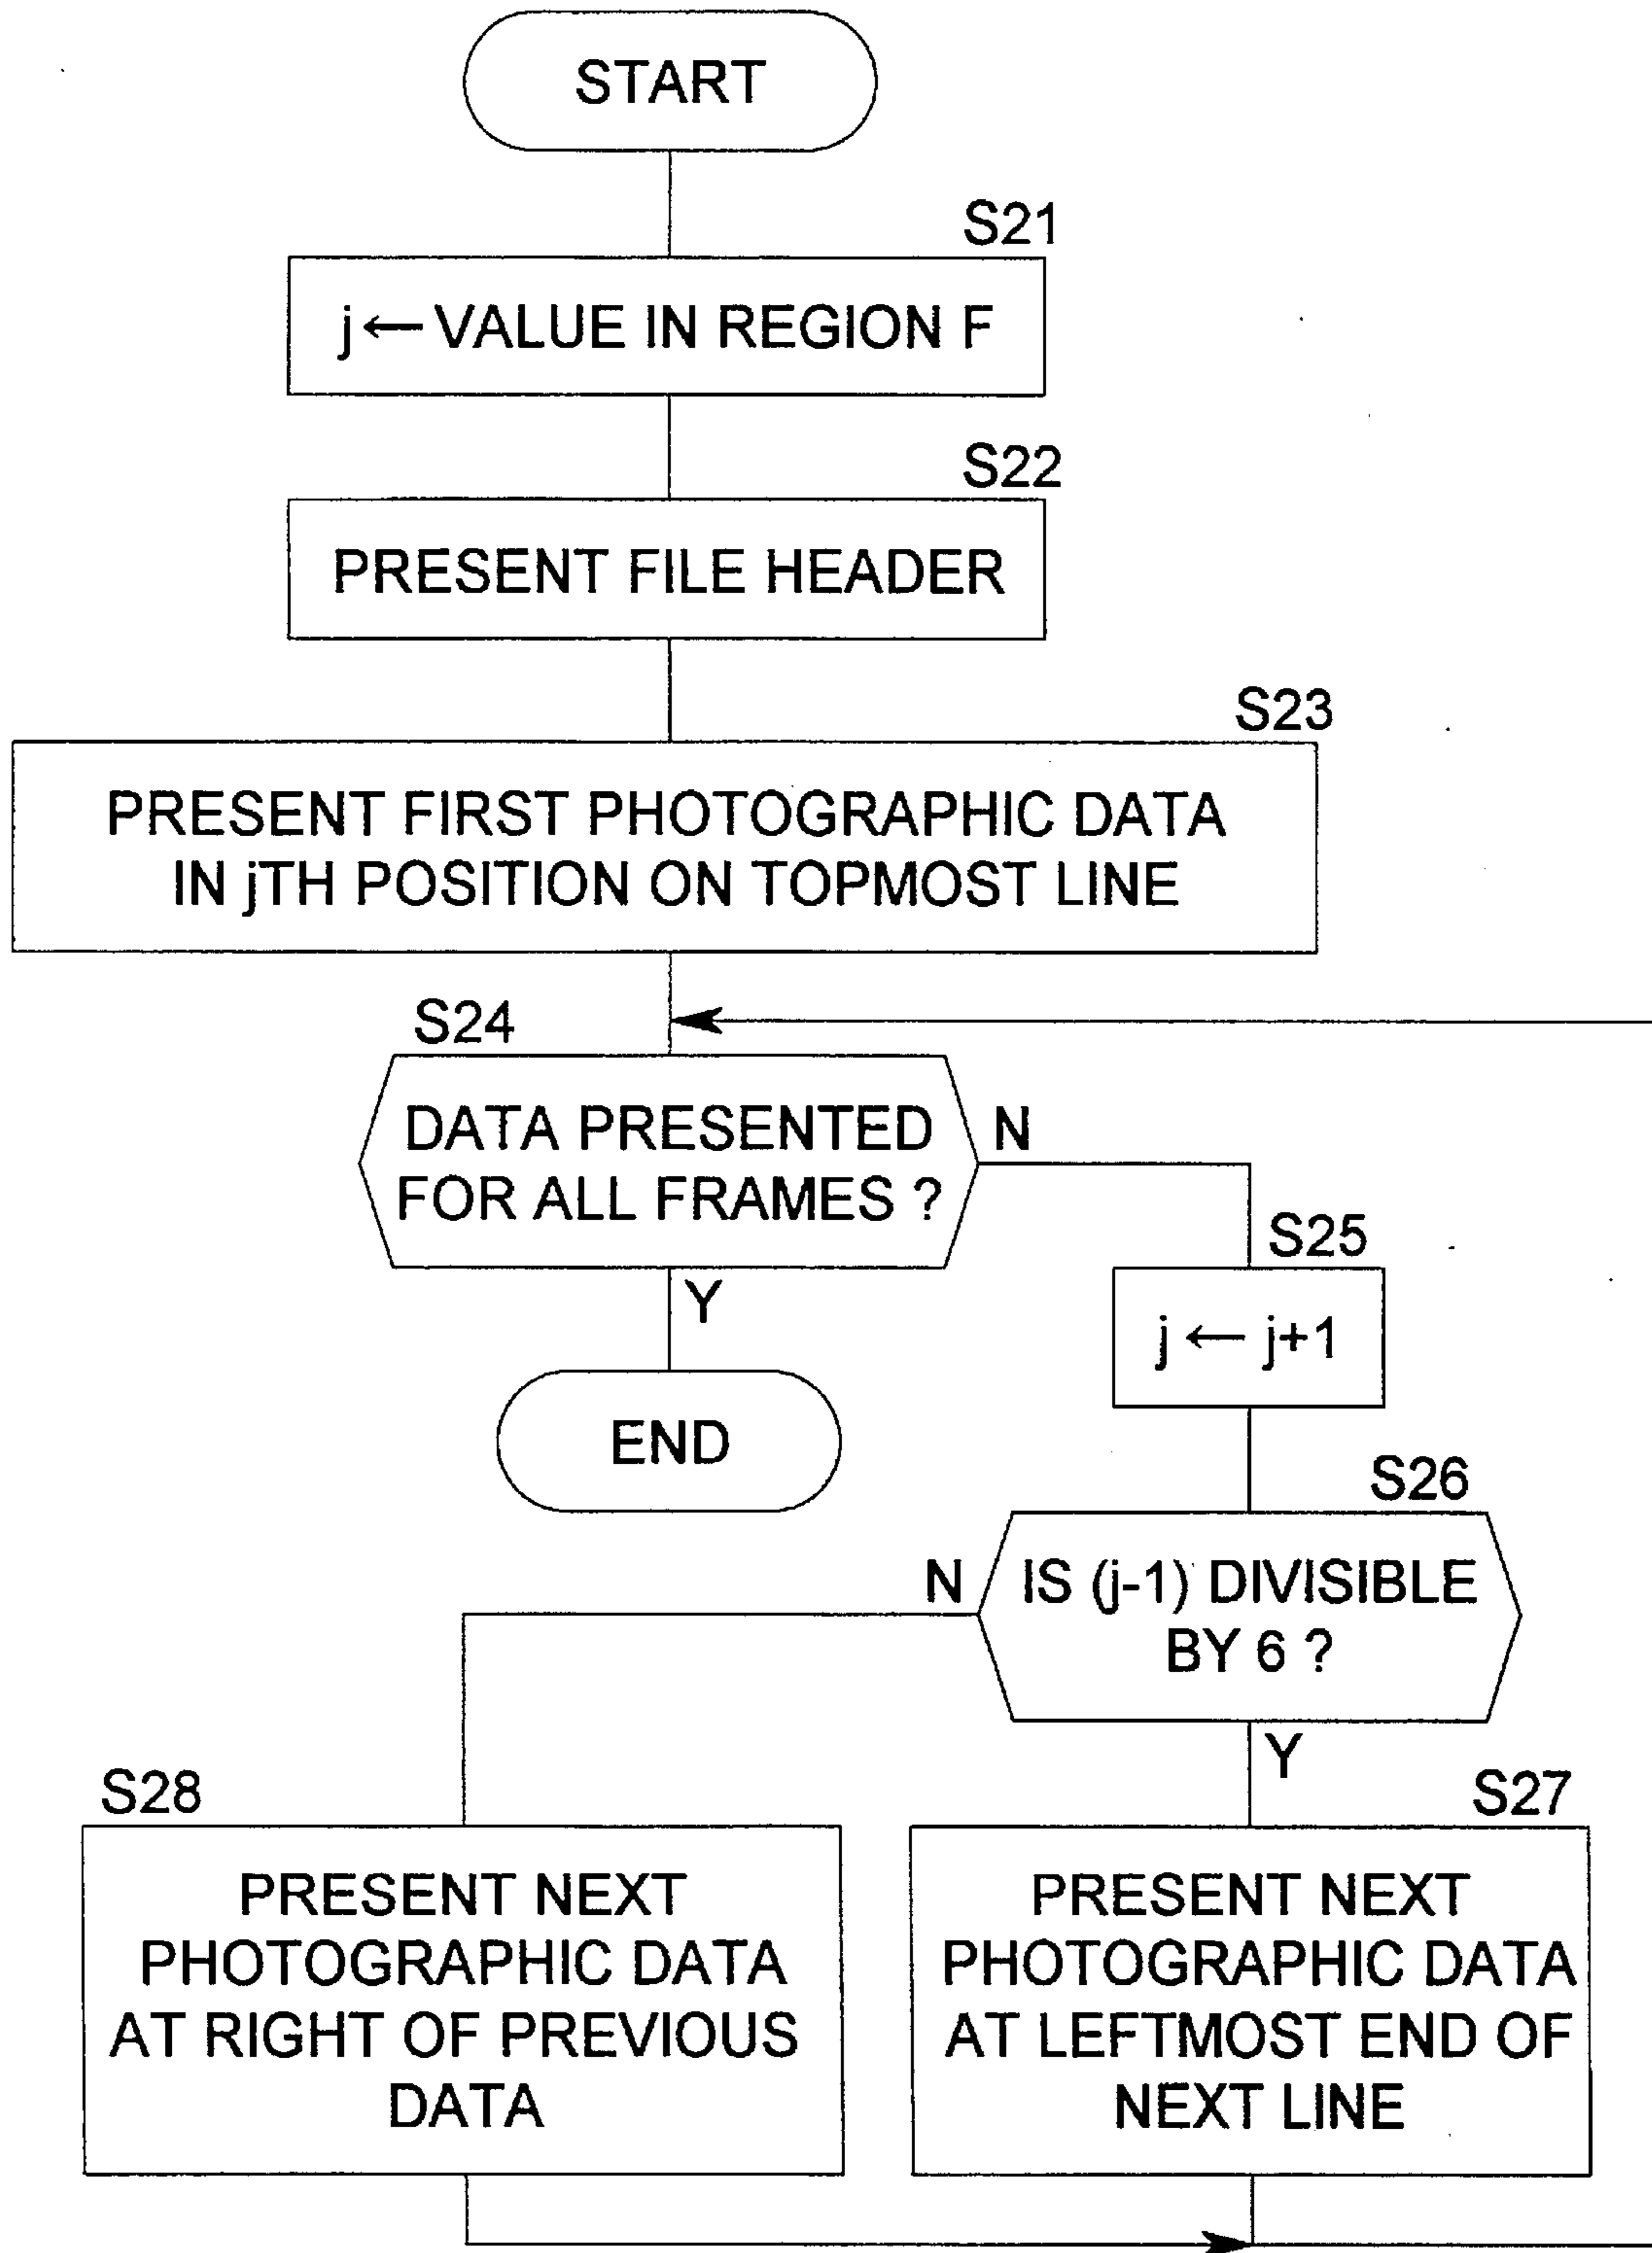 START
S21
j ← VALUE IN REGION F
S22
PRESENT FILE HEADER
S23
PRESENT FIRST PHOTOGRAPHIC DATA
IN jTH POSITION ON TOPMOST LINE
S24
DATA PRESENTED
FOR ALL FRAMES ?
N
Y
S25
j ← j+1
END
S26
IS (j-1) DIVISIBLE
BY 6 ?
N
Y
S28
PRESENT NEXT
PHOTOGRAPHIC DATA
AT RIGHT OF PREVIOUS
DATA
S27
PRESENT NEXT
PHOTOGRAPHIC DATA
AT LEFTMOST END OF
NEXT LINE